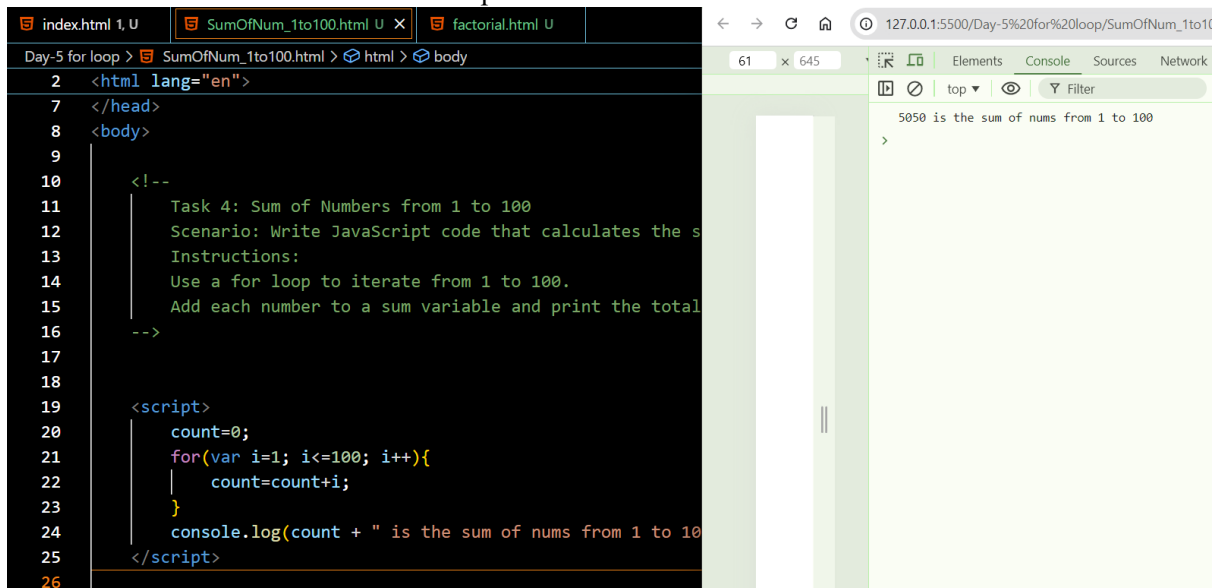 index.html 1, U
SumOfNum_1to100.html U
factorial.html U
Day-5 for loop > SumOfNum_1to100.html > html > body
2 <html lang="en">
7 </head>
8 <body>
9
10 <!--
11 Task 4: Sum of Numbers from 1 to 100
12 Scenario: Write JavaScript code that calculates the s
13 Instructions:
14 Use a for loop to iterate from 1 to 100.
15 Add each number to a sum variable and print the total
16 -->
17
18
19 <script>
20 count=0;
21 for(var i=1; i<=100; i++){
22 count=count+i;
23 }
24 console.log(count + " is the sum of nums from 1 to 10
25 </script>
26
127.0.0.1:5500/Day-5%20for%20loop/SumOfNum_1to10
61 × 645
Elements Console Sources Network
top ▼ Filter
5050 is the sum of nums from 1 to 100
>